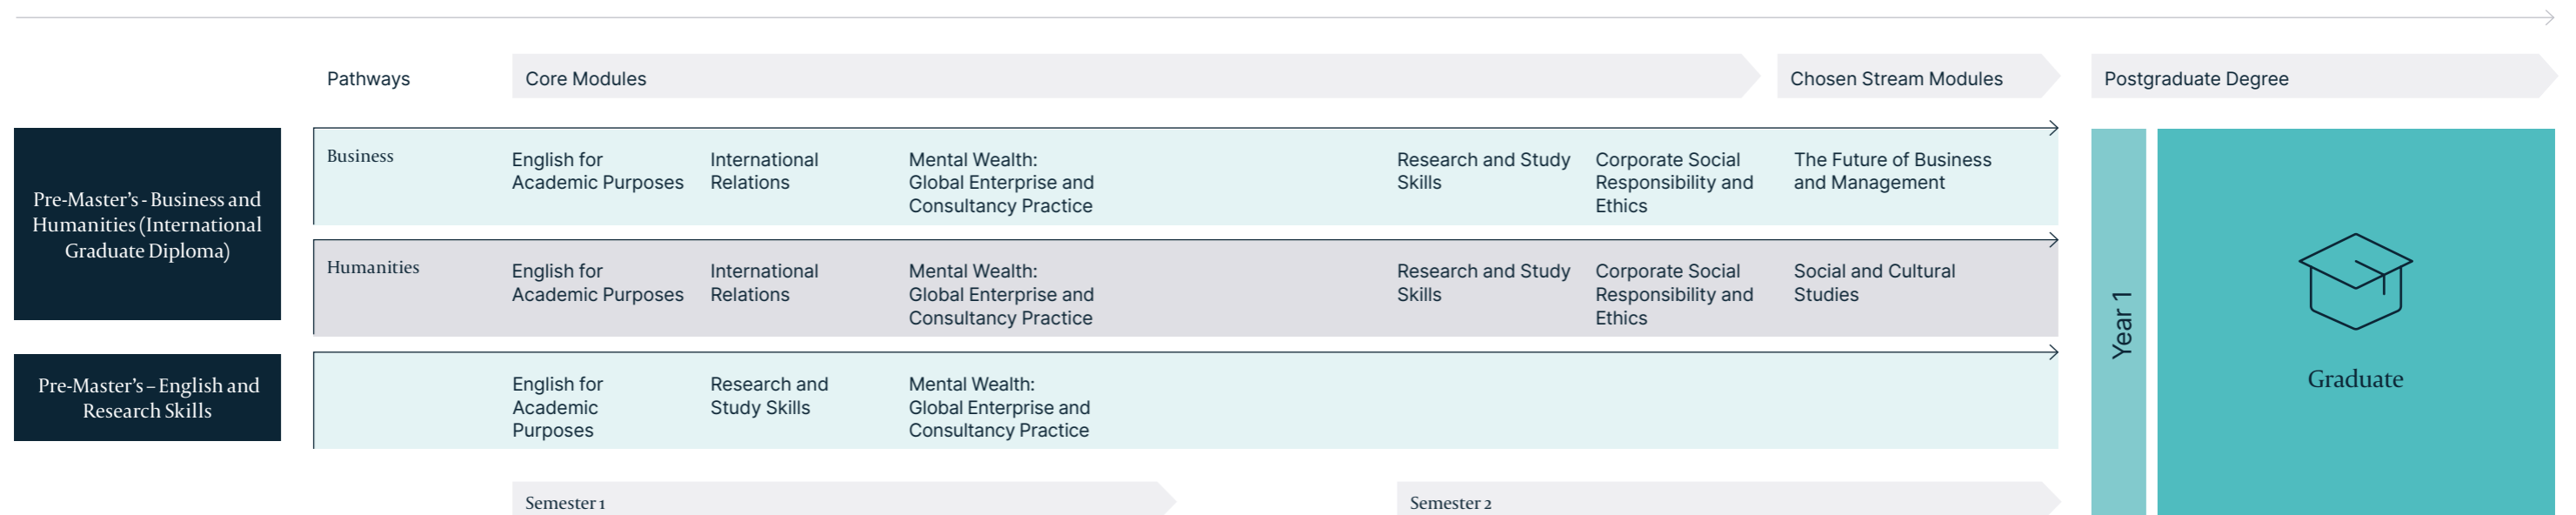 Pathways
Core Modules
Chosen Stream Modules
Postgraduate Degree
Pre-Master’s - Business and
Humanities (International
Graduate Diploma)
Business
English for
Academic Purposes
International
Relations
Mental Wealth:
Global Enterprise and
Consultancy Practice
Research and Study
Skills
Corporate Social
Responsibility and
Ethics
The Future of Business
and Management
Humanities
English for
Academic Purposes
International
Relations
Mental Wealth:
Global Enterprise and
Consultancy Practice
Research and Study
Skills
Corporate Social
Responsibility and
Ethics
Social and Cultural
Studies
Pre-Master’s – English and
Research Skills
English for
Academic
Purposes
Research and
Study Skills
Mental Wealth:
Global Enterprise and
Consultancy Practice
Year 1
Graduate
Semester 1
Semester 2